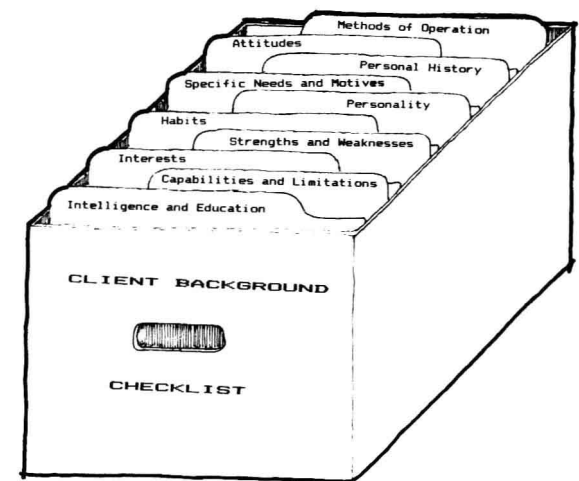 Methods of Operation
Attitudes
Personal History
Specific Needs and Motives
Personality
Habits
Strengths and Weaknesses
Interests
Capabilities and Limitations
Intelligence and Education
CLIENT BACKGROUND
CHECKLIST